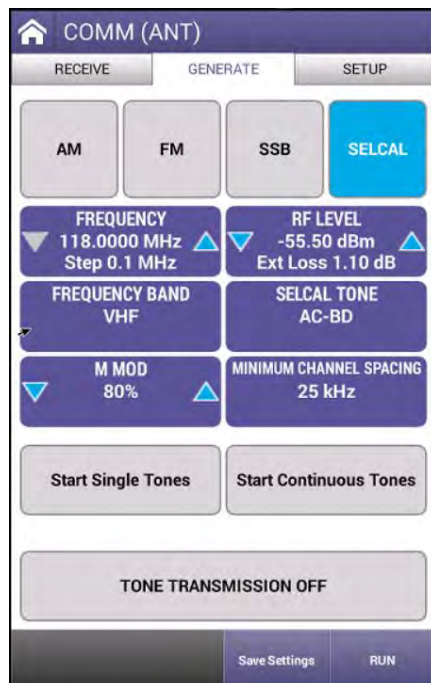 COMM (ANT)
RECEIVE GENERATE SETUP
AM FM SSB SELCAL
FREQUENCY
118.0000 MHz
Step 0.1 MHz
RF LEVEL
-55.50 dBm
Ext Loss 1.10 dB
FREQUENCY BAND
VHF
SELCAL TONE
AC-BD
M MOD
80%
MINIMUM CHANNEL SPACING
25 kHz
Start Single Tones
Start Continuous Tones
TONE TRANSMISSION OFF
Save Settings RUN